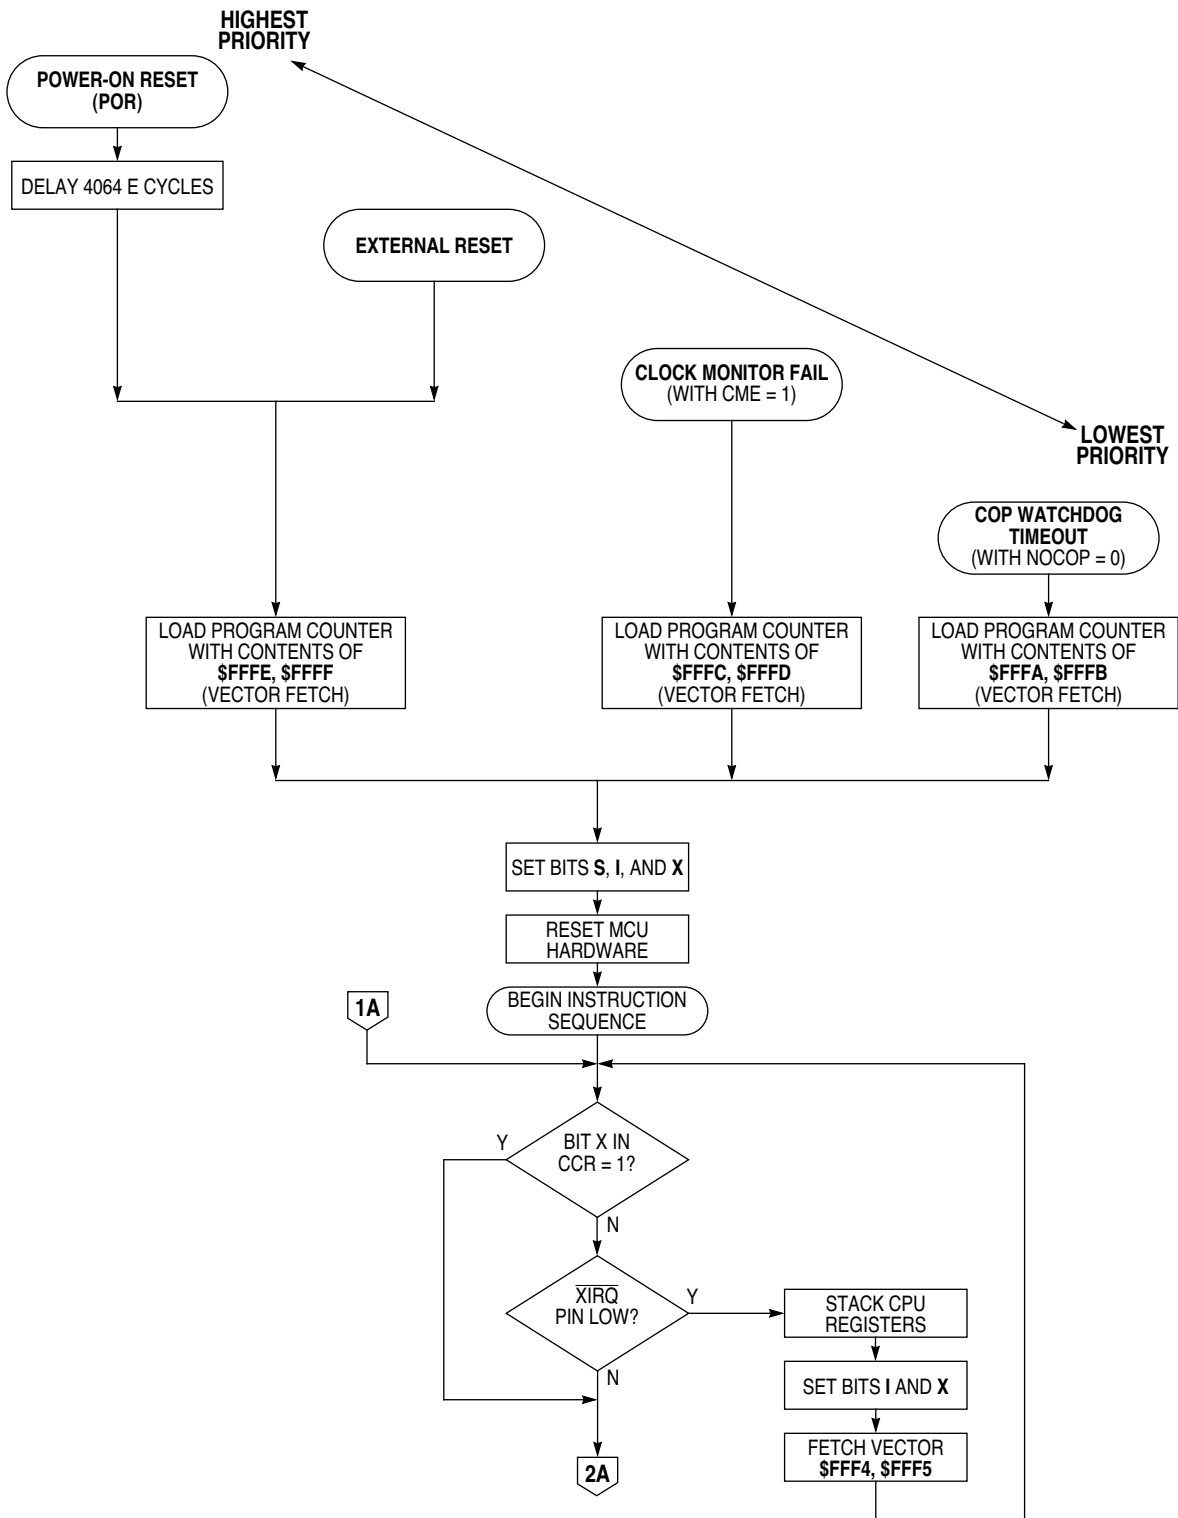 HIGHEST
PRIORITY
POWER-ON RESET
(POR)
DELAY 4064 E CYCLES
EXTERNAL RESET
CLOCK MONITOR FAIL
(WITH CME = 1)
LOWEST
PRIORITY
COP WATCHDOG
TIMEOUT
(WITH NOCOP = 0)
LOAD PROGRAM COUNTER
WITH CONTENTS OF
$FFFE, $FFFF
(VECTOR FETCH)
LOAD PROGRAM COUNTER
WITH CONTENTS OF
$FFFC, $FFFD
(VECTOR FETCH)
LOAD PROGRAM COUNTER
WITH CONTENTS OF
$FFFA, $FFFB
(VECTOR FETCH)
SET BITS S, I, AND X
RESET MCU
HARDWARE
BEGIN INSTRUCTION
SEQUENCE
1A
Y
BIT X IN
CCR = 1?
N
XIRQ
PIN LOW?
Y
STACK CPU
REGISTERS
N
SET BITS I AND X
FETCH VECTOR
$FFF4, $FFF5
2A